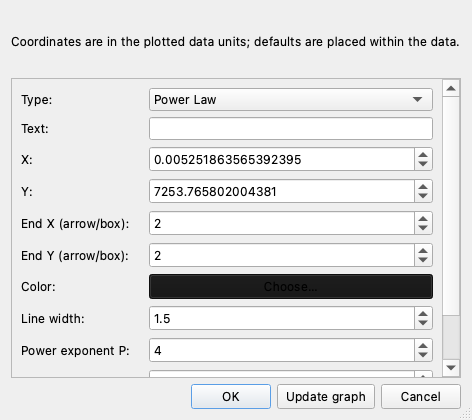 Coordinates are in the plotted data units; defaults are placed within the data.
Type: Power Law
Text:
X: 0.005251863565392395
Y: 7253.765802004381
End X (arrow/box): 2
End Y (arrow/box): 2
Color: Choose...
Line width: 1.5
Power exponent P: 4
OK Update graph Cancel